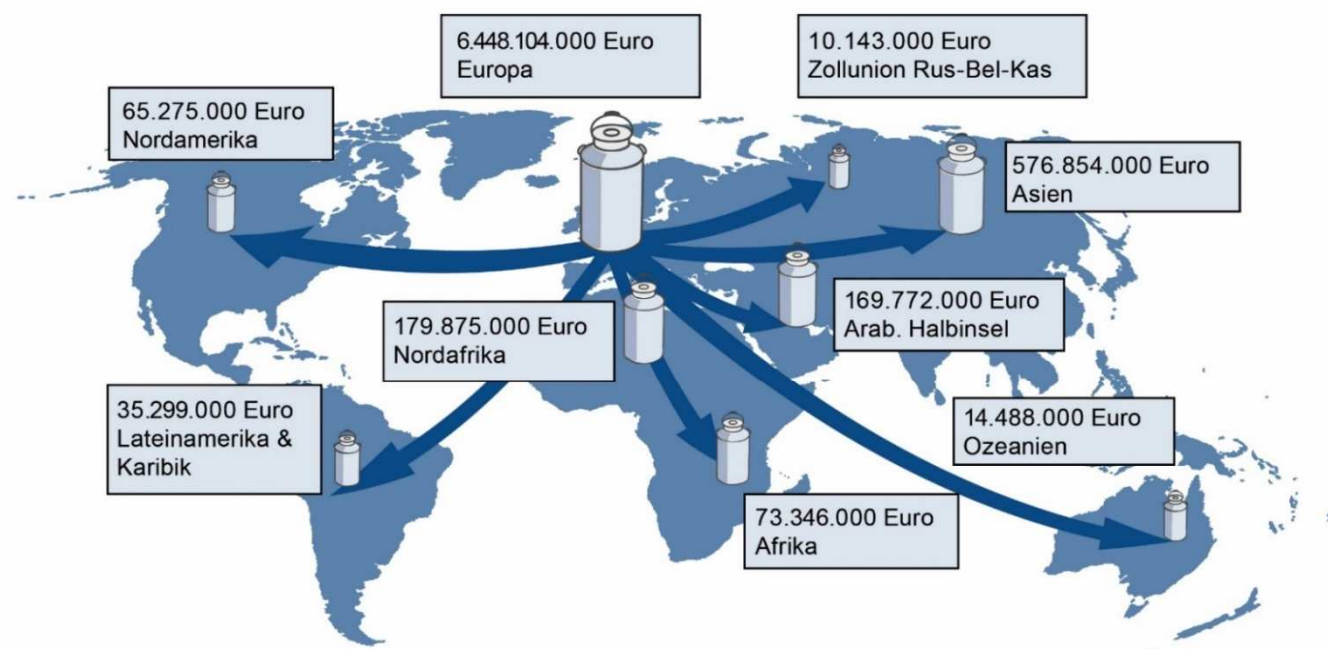 6.448.104.000 Euro
Europa
10.143.000 Euro
Zollunion Rus-Bel-Kas
65.275.000 Euro
Nordamerika
576.854.000 Euro
Asien
179.875.000 Euro
Nordafrika
169.772.000 Euro
Arab. Halbinsel
35.299.000 Euro
Lateinamerika &
Karibik
14.488.000 Euro
Ozeanien
73.346.000 Euro
Afrika